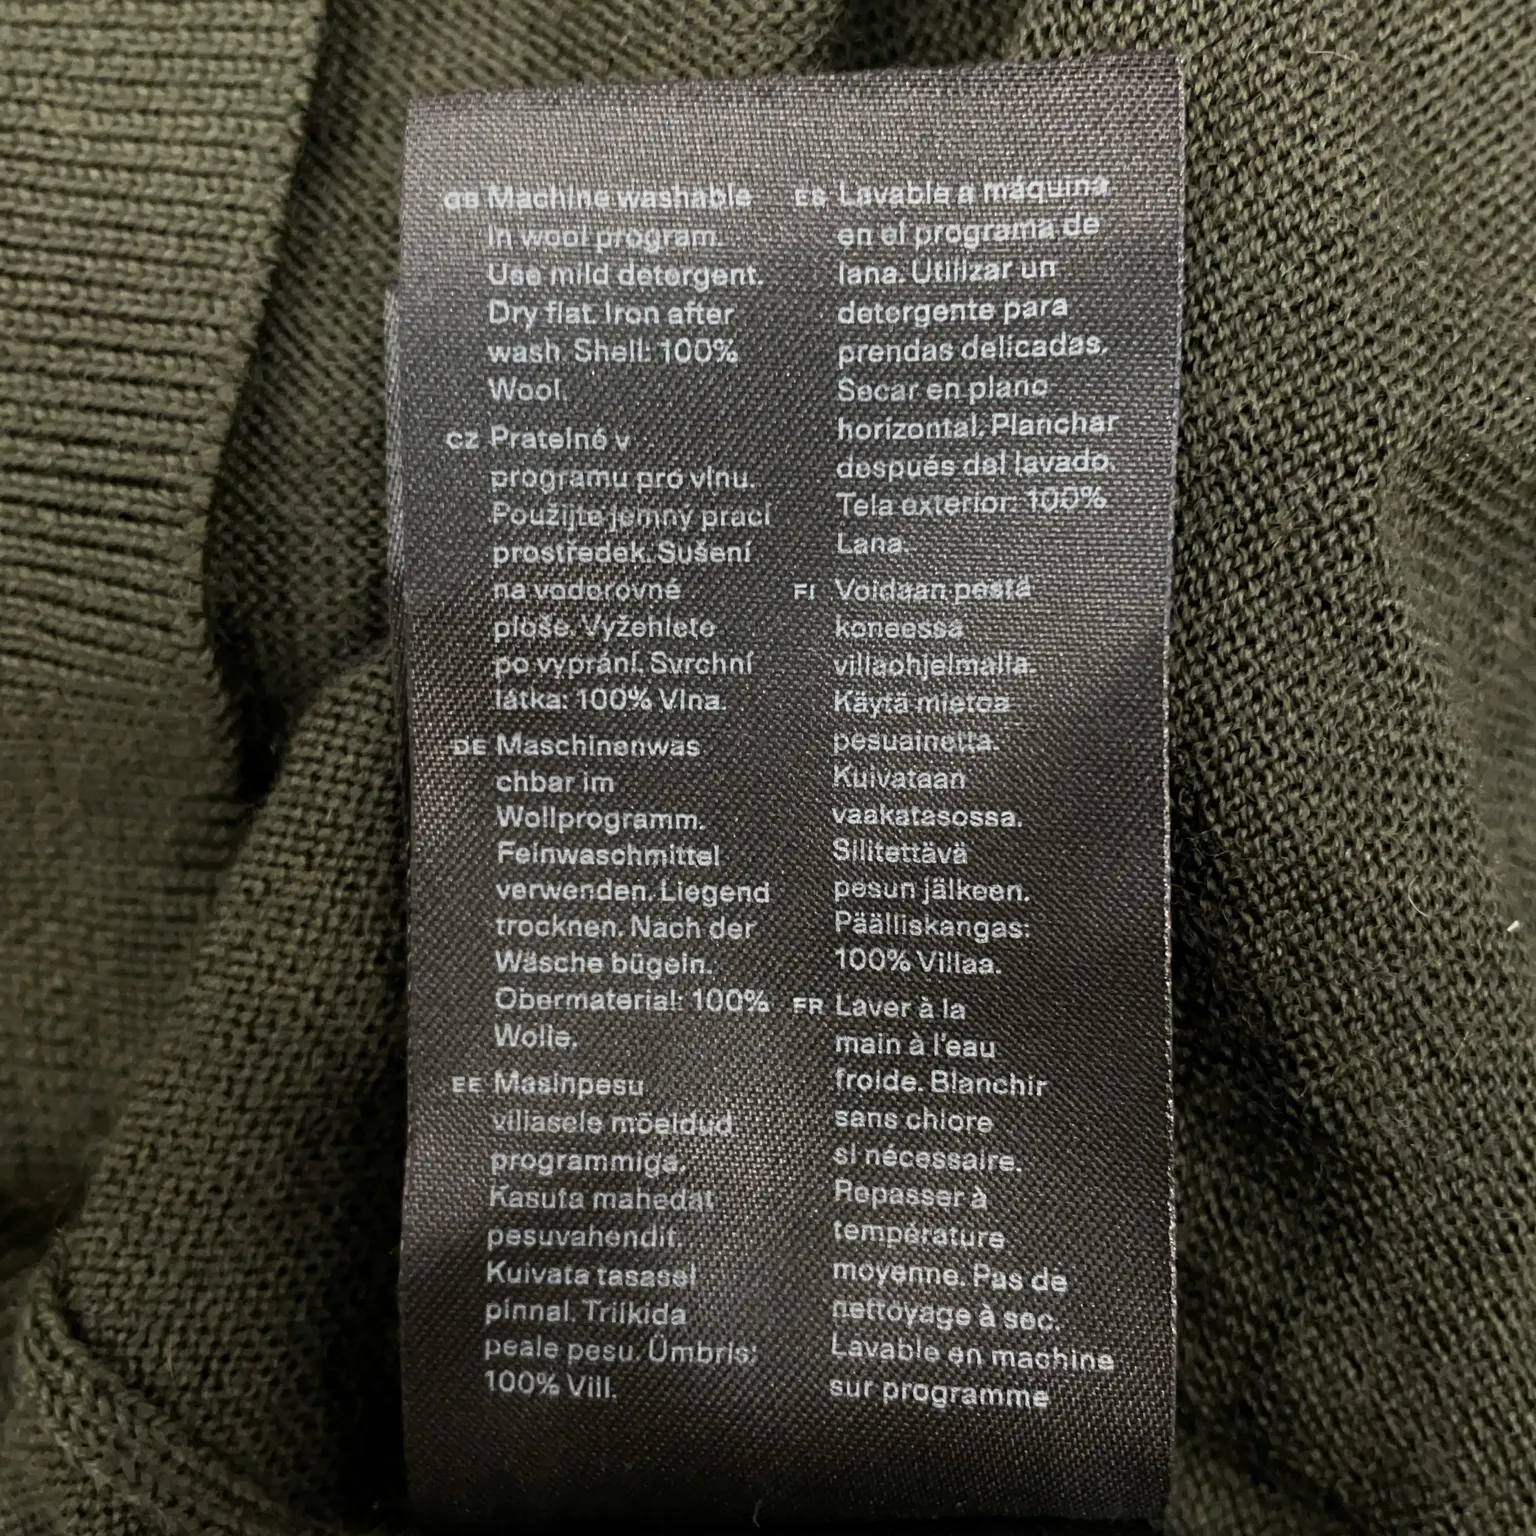 GB Machine washable
in wool program.
Use mild detergent.
Dry flat. Iron after
wash. Shell: 100%
Wool.
CZ Pratelné v
programu pro vlnu.
Použijte jemný prací
prostředek. Sušení
na vodorovné
ploše. Vyžehlete
po vyprání. Svrchní
látka: 100% Vlna.
DE Maschinenwas
chbar im
Wollprogramm.
Feinwaschmittel
verwenden. Liegend
trocknen. Nach der
Wäsche bügeln.
Obermaterial: 100%
Wolle.
EE Masinpesu
villasele mõeldud
programmiga.
Kasuta mahedat
pesuvahendit.
Kuivata tasasel
pinnal. Triikida
peale pesu. Ümbris:
100% Vill.
ES Lavable a máquina
en el programa de
lana. Utilizar un
detergente para
prendas delicadas.
Secar en plano
horizontal. Planchar
después del lavado.
Tela exterior: 100%
Lana.
FI Voidaan pestä
koneessa
villaohjelmalla.
Käytä mietoa
pesuainetta.
Kuivataan
vaakatasossa.
Silitettävä
pesun jälkeen.
Päälliskangas:
100% Villaa.
FR Laver à la
main à l'eau
froide. Blanchir
sans chlore
si nécessaire.
Repasser à
température
moyenne. Pas de
nettoyage à sec.
Lavable en machine
sur programme